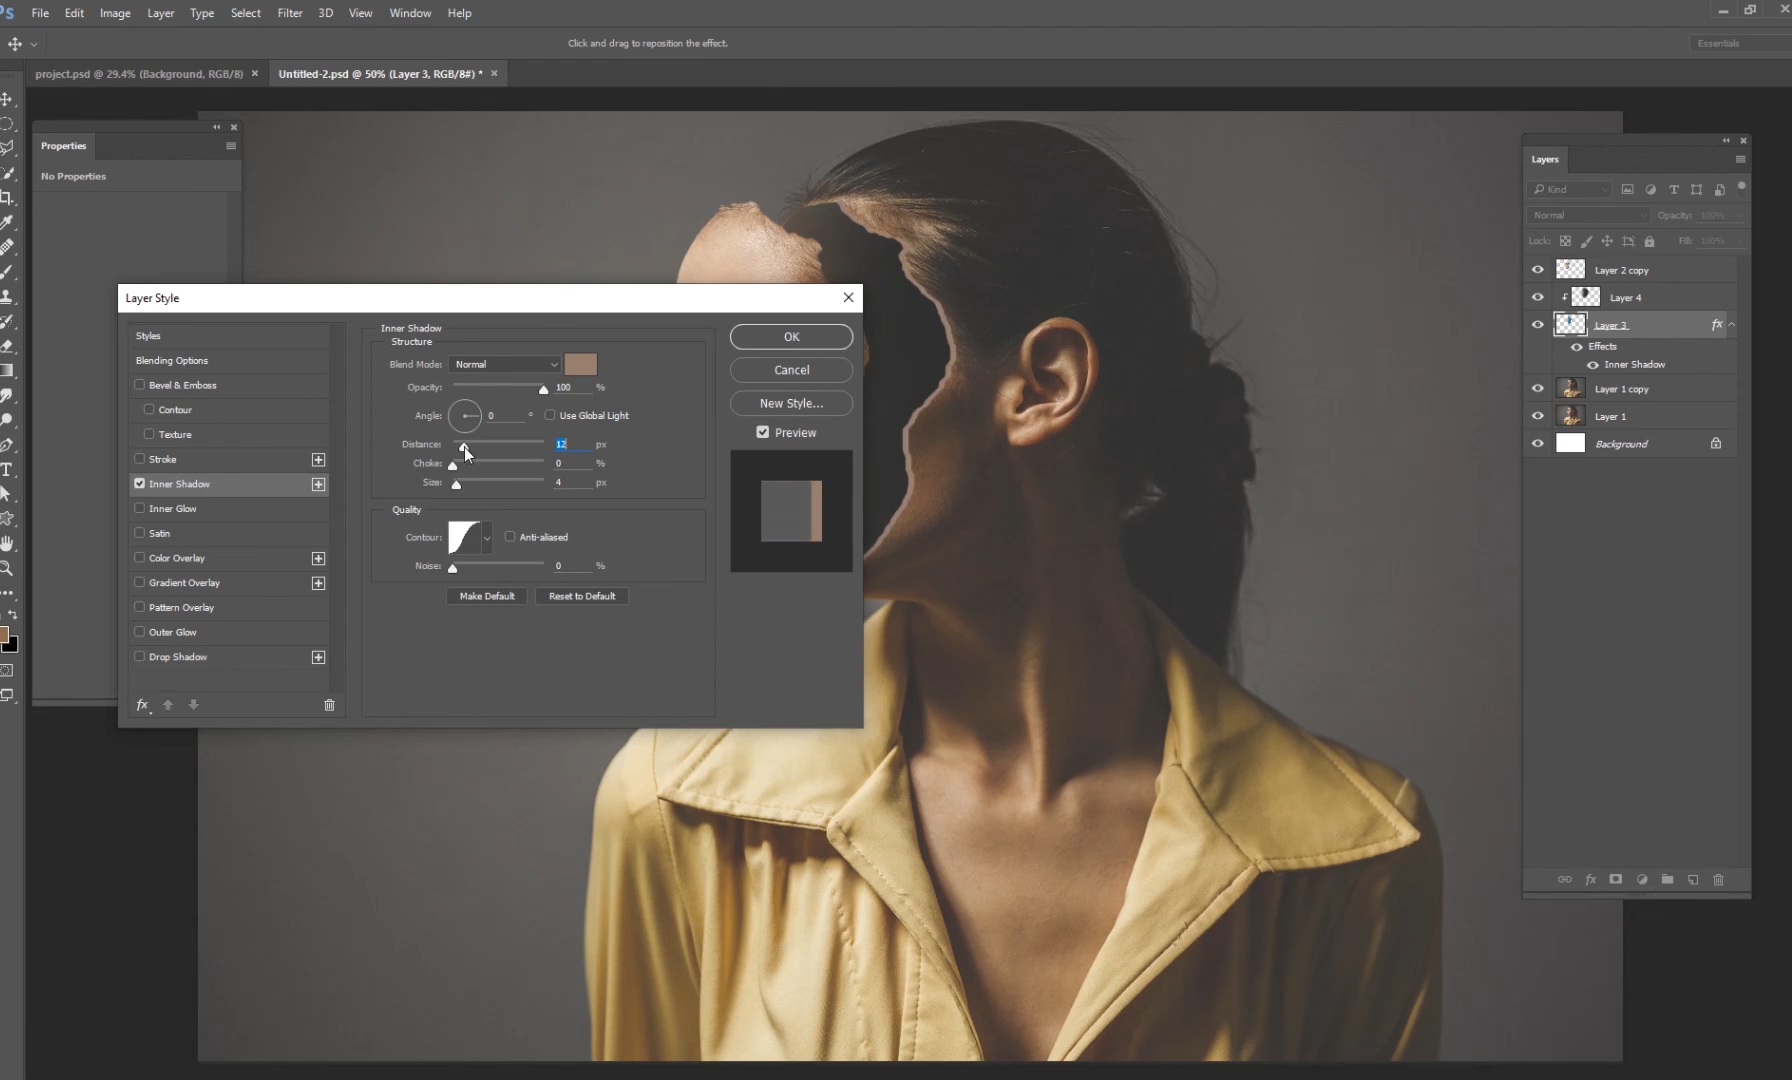 Ps File Edit Image Layer Type Select Filter 3D View Window Help
Click and drag to reposition the effect.
Essentials
project.psd @ 29.4% (Background, RGB/8) ×
Untitled-2.psd @ 50% (Layer 3, RGB/8#) * ×
Properties
No Properties
Layer Style
Styles
Blending Options
Bevel & Emboss
Contour
Texture
Stroke
Inner Shadow
Inner Glow
Satin
Color Overlay
Gradient Overlay
Pattern Overlay
Outer Glow
Drop Shadow
fx
Inner Shadow
Structure
Blend Mode: Normal
Opacity: 100 %
Angle: 0 ° Use Global Light
Distance: 12 px
Choke: 0 %
Size: 4 px
Quality
Contour: Anti-aliased
Noise: 0 %
Make Default Reset to Default
OK
Cancel
New Style...
Preview
Layers
Kind
Normal Opacity: 100%
Lock: Fill: 100%
Layer 2 copy
Layer 4
Layer 3 fx
Effects
Inner Shadow
Layer 1 copy
Layer 1
Background
fx